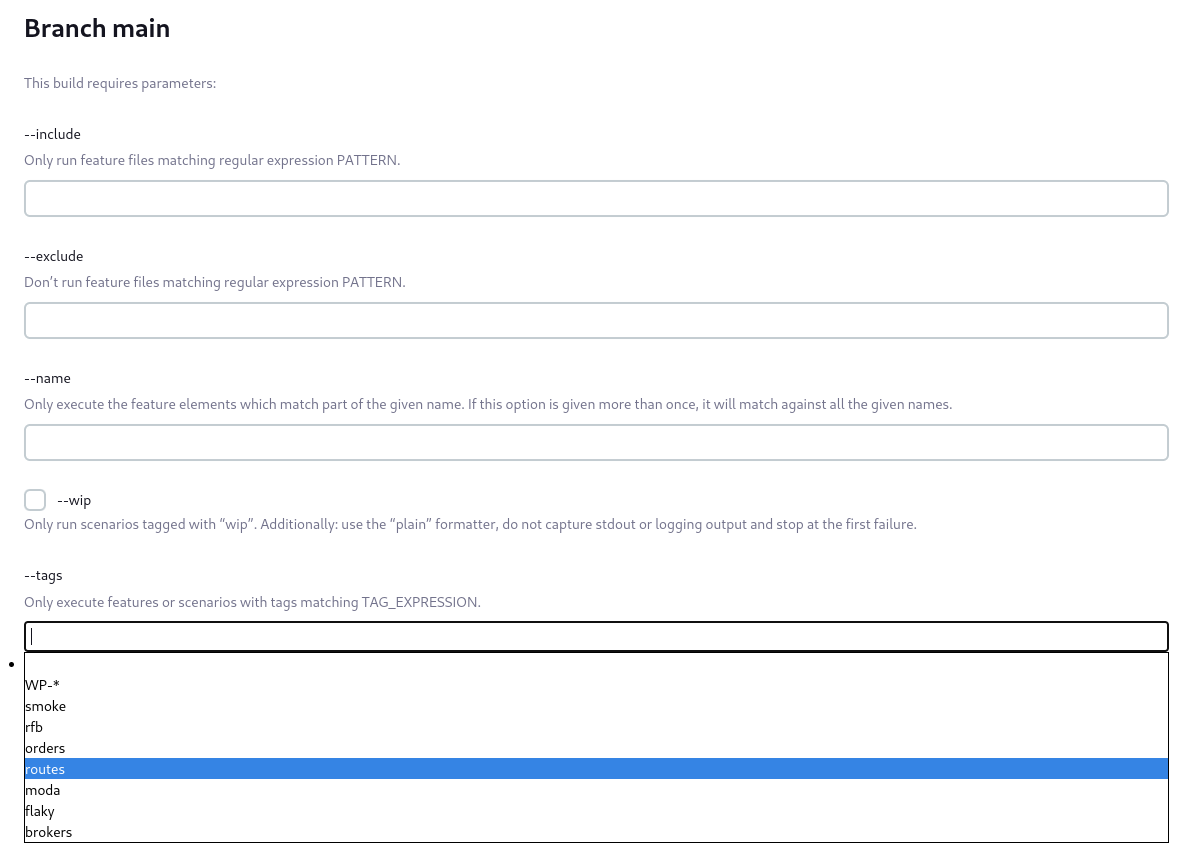 Branch main
This build requires parameters:
--include
Only run feature files matching regular expression PATTERN.
--exclude
Don’t run feature files matching regular expression PATTERN.
--name
Only execute the feature elements which match part of the given name. If this option is given more than once, it will match against all the given names.
--wip
Only run scenarios tagged with “wip”. Additionally: use the “plain” formatter, do not capture stdout or logging output and stop at the first failure.
--tags
Only execute features or scenarios with tags matching TAG_EXPRESSION.
WP-*
smoke
rfb
orders
routes
moda
flaky
brokers